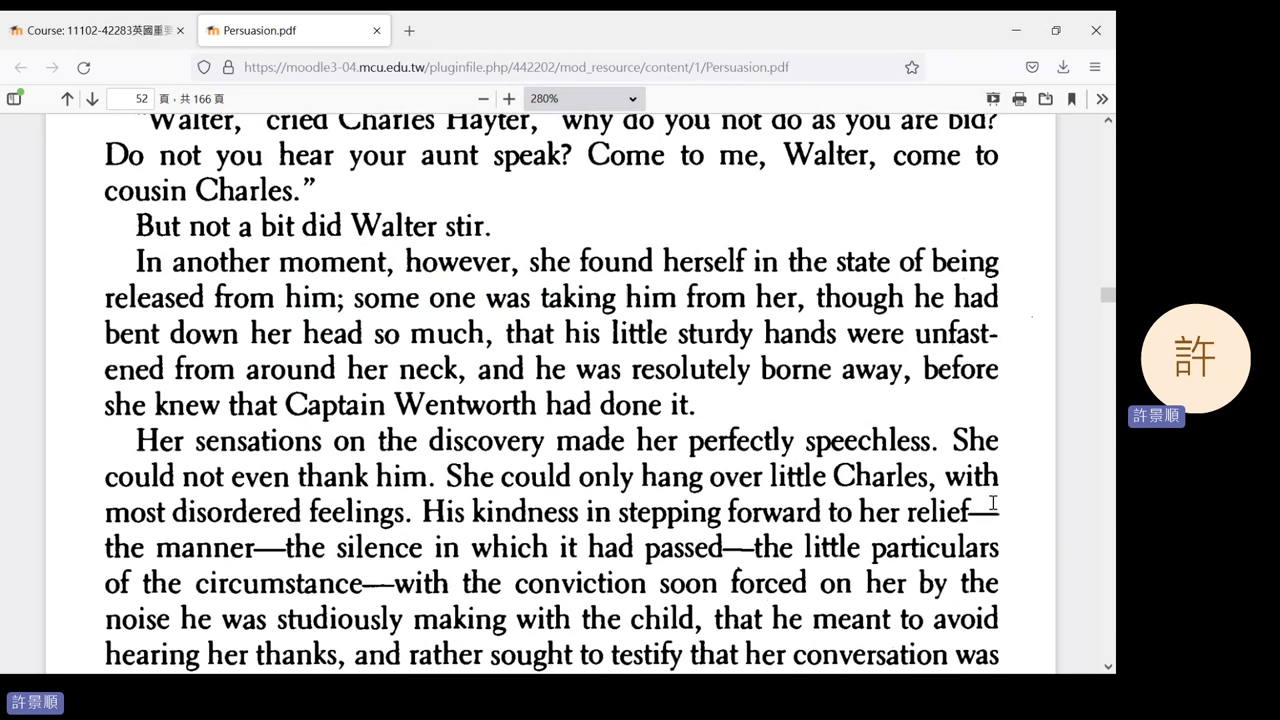 Course: 11102-42283英國重要
Persuasion.pdf
https://moodle3-04.mcu.edu.tw/pluginfile.php/442202/mod_resource/content/1/Persuasion.pdf
52 頁，共 166 頁
280%
"Walter," cried Charles Hayter, "why do you not do as you are bid?
Do not you hear your aunt speak? Come to me, Walter, come to
cousin Charles.”
But not a bit did Walter stir.
In another moment, however, she found herself in the state of being
released from him; some one was taking him from her, though he had
bent down her head so much, that his little sturdy hands were unfast-
ened from around her neck, and he was resolutely borne away, before
she knew that Captain Wentworth had done it.
Her sensations on the discovery made her perfectly speechless. She
could not even thank him. She could only hang over little Charles, with
most disordered feelings. His kindness in stepping forward to her relief—
the manner—the silence in which it had passed—the little particulars
of the circumstance—with the conviction soon forced on her by the
noise he was studiously making with the child, that he meant to avoid
hearing her thanks, and rather sought to testify that her conversation was
許
許景順
許景順